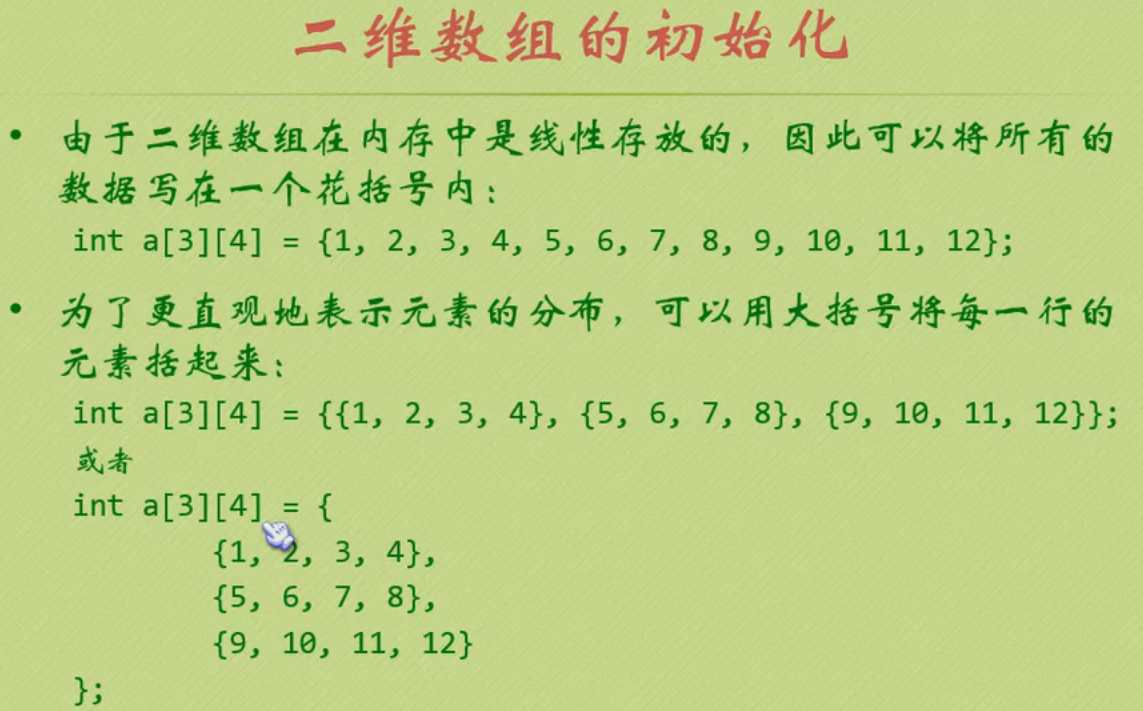 二维数组的初始化
• 由于二维数组在内存中是线性存放的，因此可以将所有的
数据写在一个花括号内：
int a[3][4] = {1, 2, 3, 4, 5, 6, 7, 8, 9, 10, 11, 12};
• 为了更直观地表示元素的分布，可以用大括号将每一行的
元素括起来：
int a[3][4] = {{1, 2, 3, 4}, {5, 6, 7, 8}, {9, 10, 11, 12}};
或者
int a[3][4] = {
{1, 2, 3, 4},
{5, 6, 7, 8},
{9, 10, 11, 12}
};